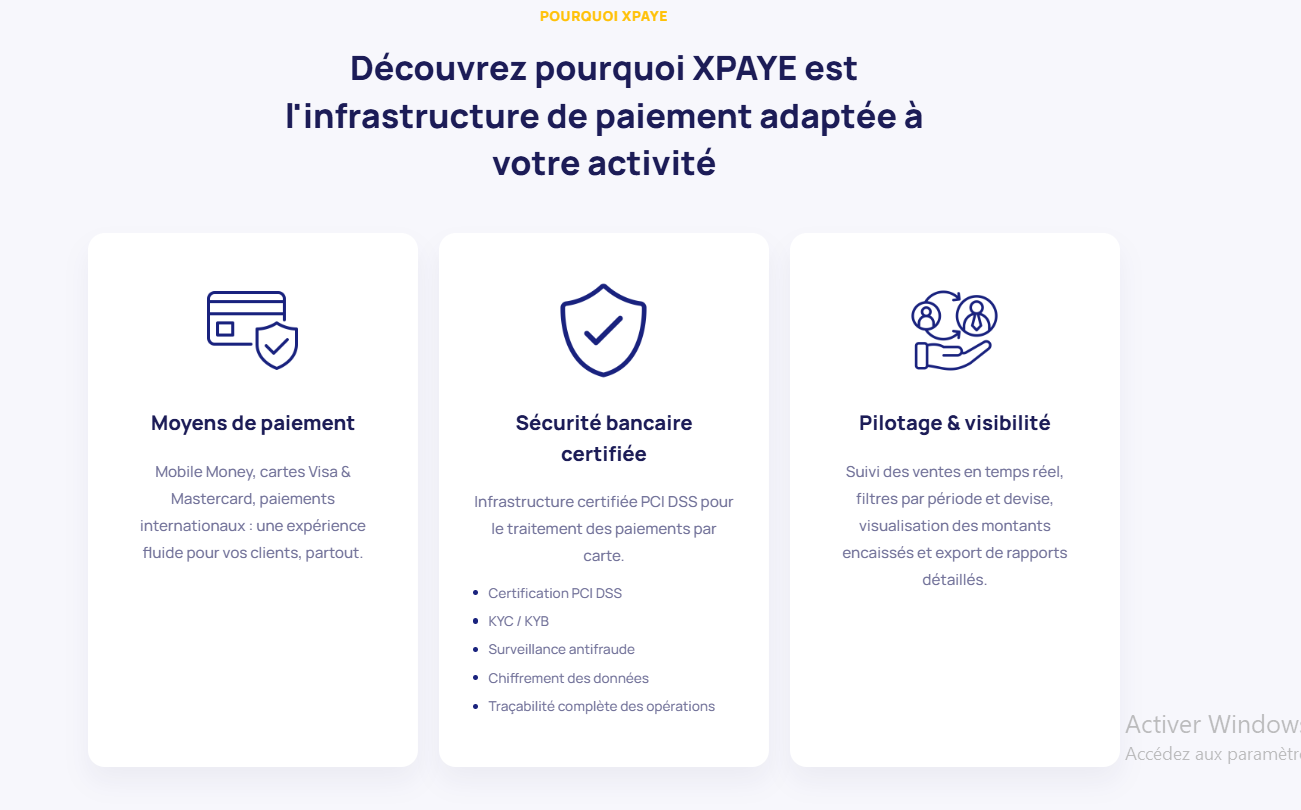 POURQUOI XPAYE
Découvrez pourquoi XPAYE est
l'infrastructure de paiement adaptée à
votre activité
Moyens de paiement
Mobile Money, cartes Visa &
Mastercard, paiements
internationaux : une expérience
fluide pour vos clients, partout.
Sécurité bancaire
certifiée
Infrastructure certifiée PCI DSS pour
le traitement des paiements par
carte.
Certification PCI DSS
KYC / KYB
Surveillance antifraude
Chiffrement des données
Traçabilité complète des opérations
Pilotage & visibilité
Suivi des ventes en temps réel,
filtres par période et devise,
visualisation des montants
encaissés et export de rapports
détaillés.
Activer Windows
Accédez aux paramètre